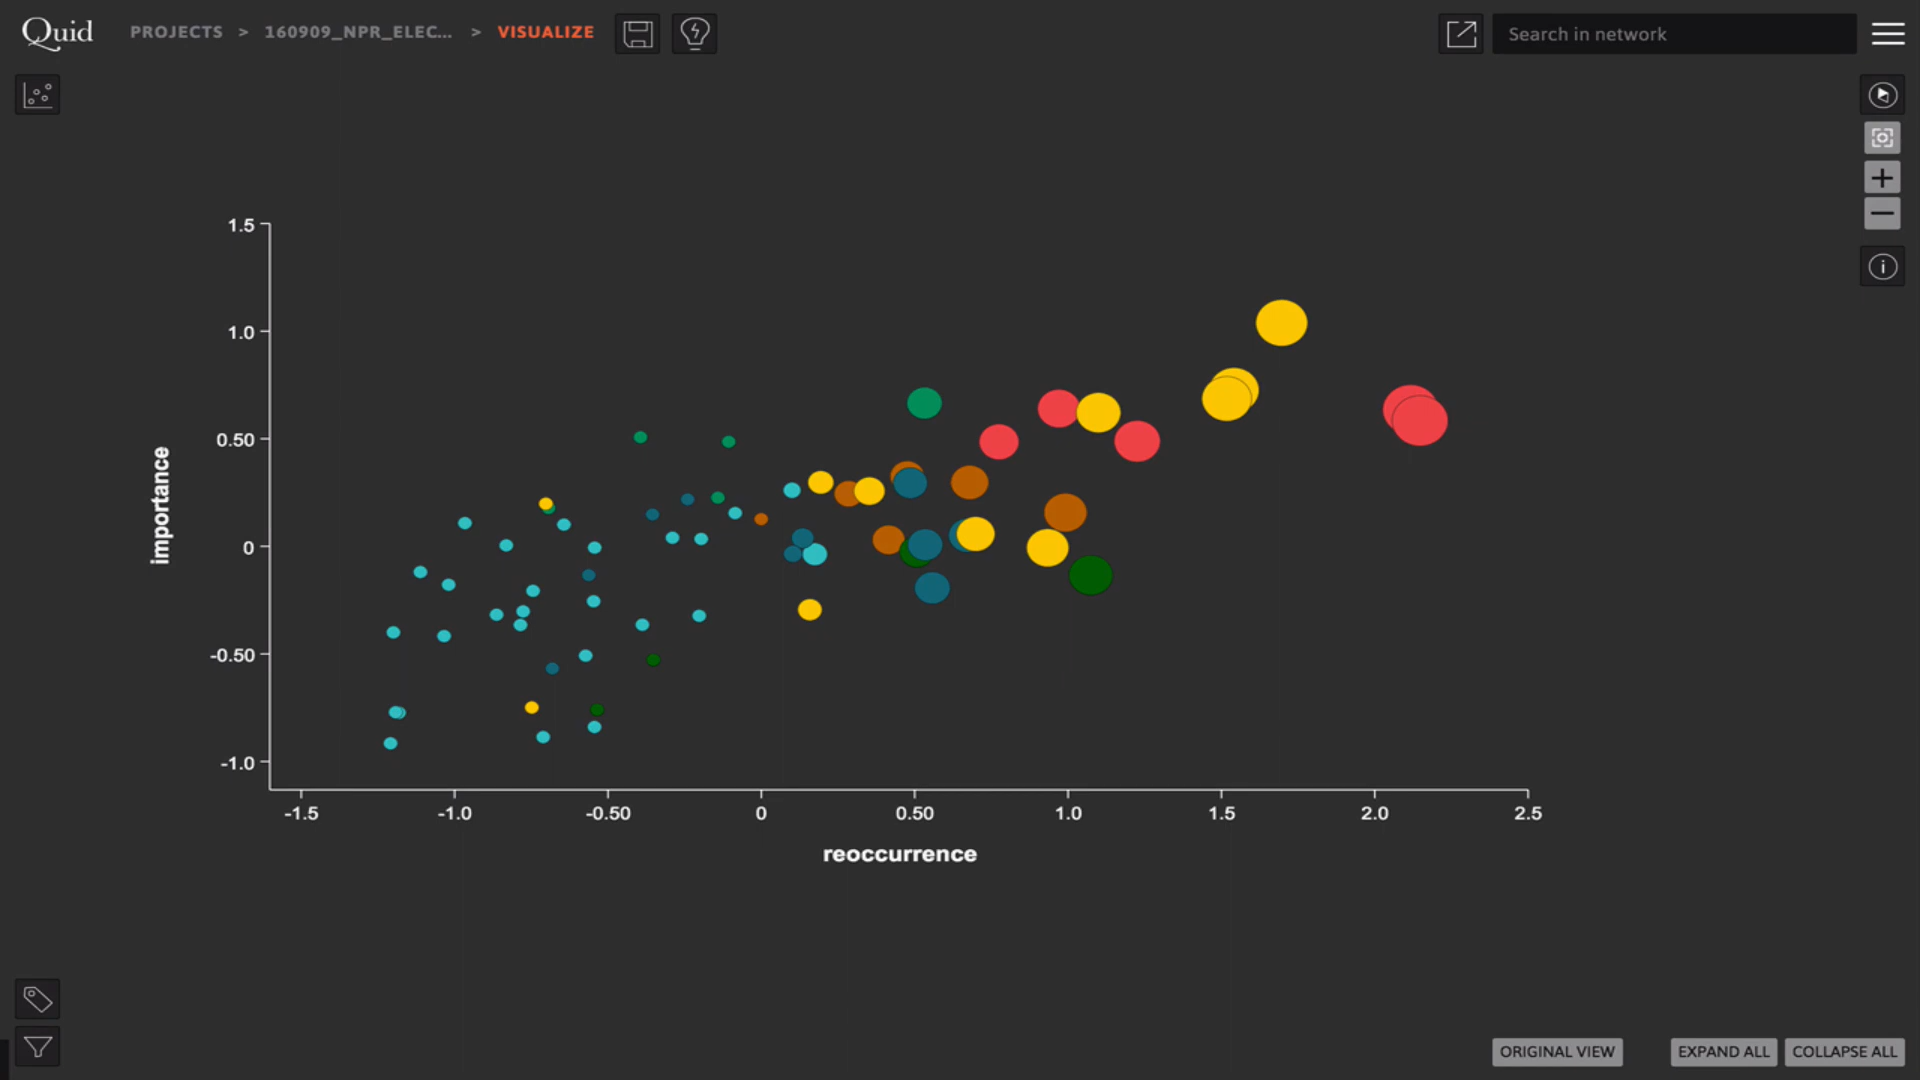 Quid
PROJECTS > 160909_NPR_ELEC... > VISUALIZE
Search in network
1.5
1.0
0.50
0
-0.50
-1.0
importance
-1.5 -1.0 -0.50 0 0.50 1.0 1.5 2.0 2.5
reoccurrence
ORIGINAL VIEW EXPAND ALL COLLAPSE ALL